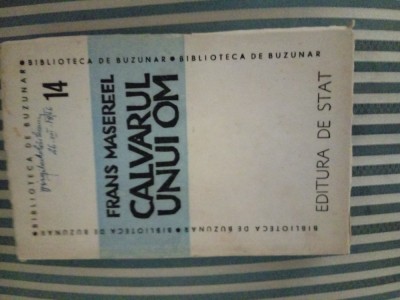 BIBLIOTECA DE BUZUNAR • BIBLIOTECA DE BUZUNAR •
• BIBLIOTECA DE BUZUNAR •
14
FRANS MASEREEL
CALVARUL
UNUI OM
EDITURA DE STAT
BIBLIOTECA DE BUZUNAR • BIBLIOTECA DE BUZUNAR •